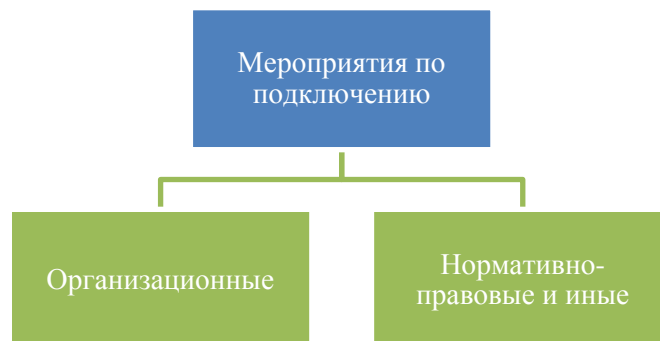 Мероприятия по
подключению
Организационные
Нормативно-
правовые и иные